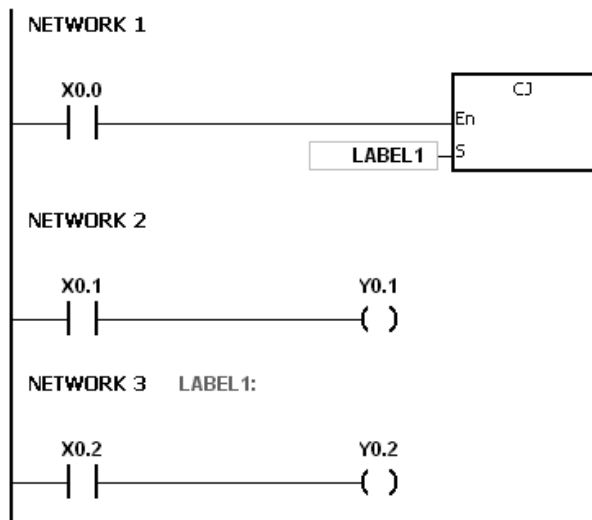 NETWORK 1
X0.0
CJ
En
LABEL1 S
NETWORK 2
X0.1 Y0.1
NETWORK 3 LABEL1:
X0.2 Y0.2